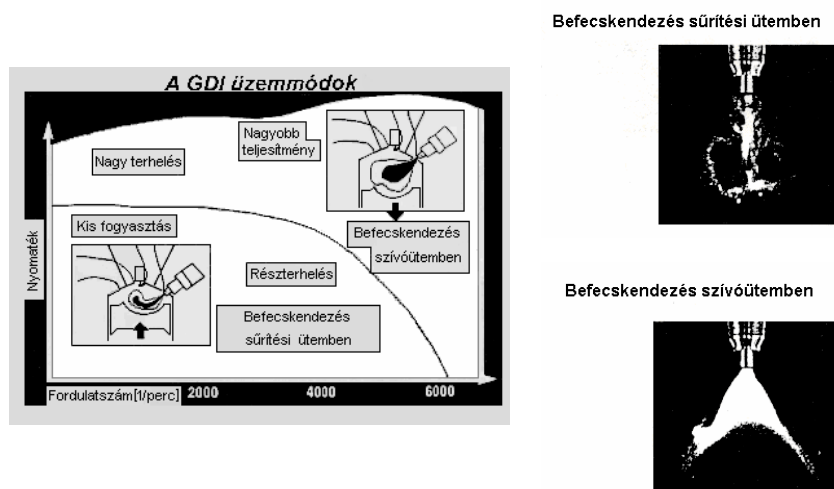 A GDI üzemmódok
Nagy terhelés
Nagyobb
teljesítmény
Kis fogyasztás
Befecskendezés
szívóütemben
Részterhelés
Befecskendezés
sűrítési ütemben
Nyomaték
Fordulatszám[1/perc]
2000
4000
6000
Befecskendezés sűrítési ütemben
Befecskendezés szívóütemben